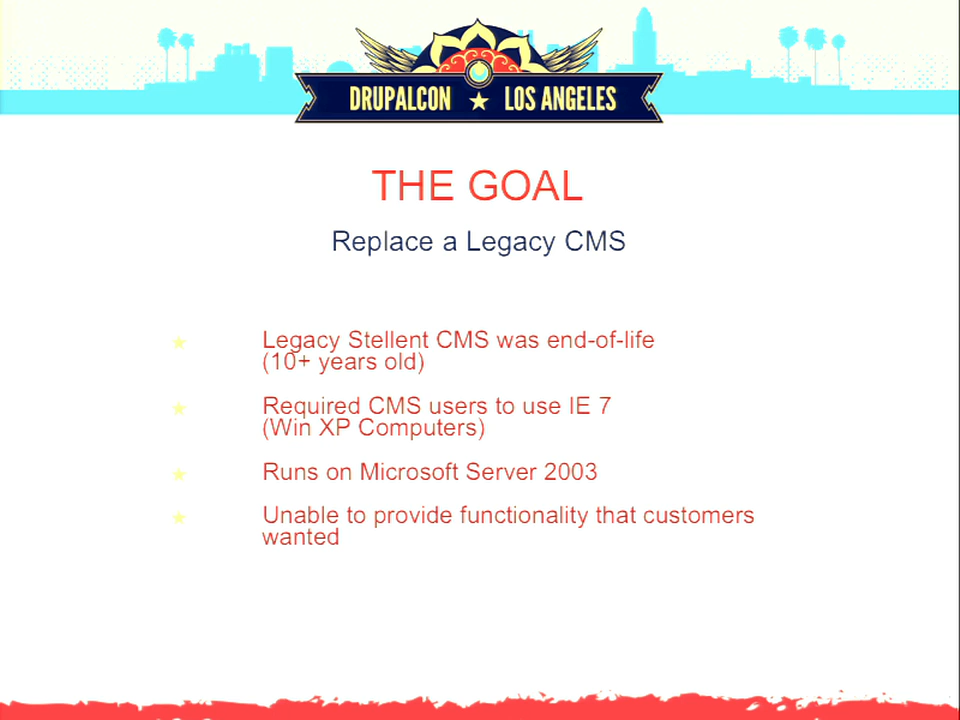 DRUPALCON ★ LOS ANGELES
THE GOAL
Replace a Legacy CMS
Legacy Stellent CMS was end-of-life
(10+ years old)
Required CMS users to use IE 7
(Win XP Computers)
Runs on Microsoft Server 2003
Unable to provide functionality that customers
wanted